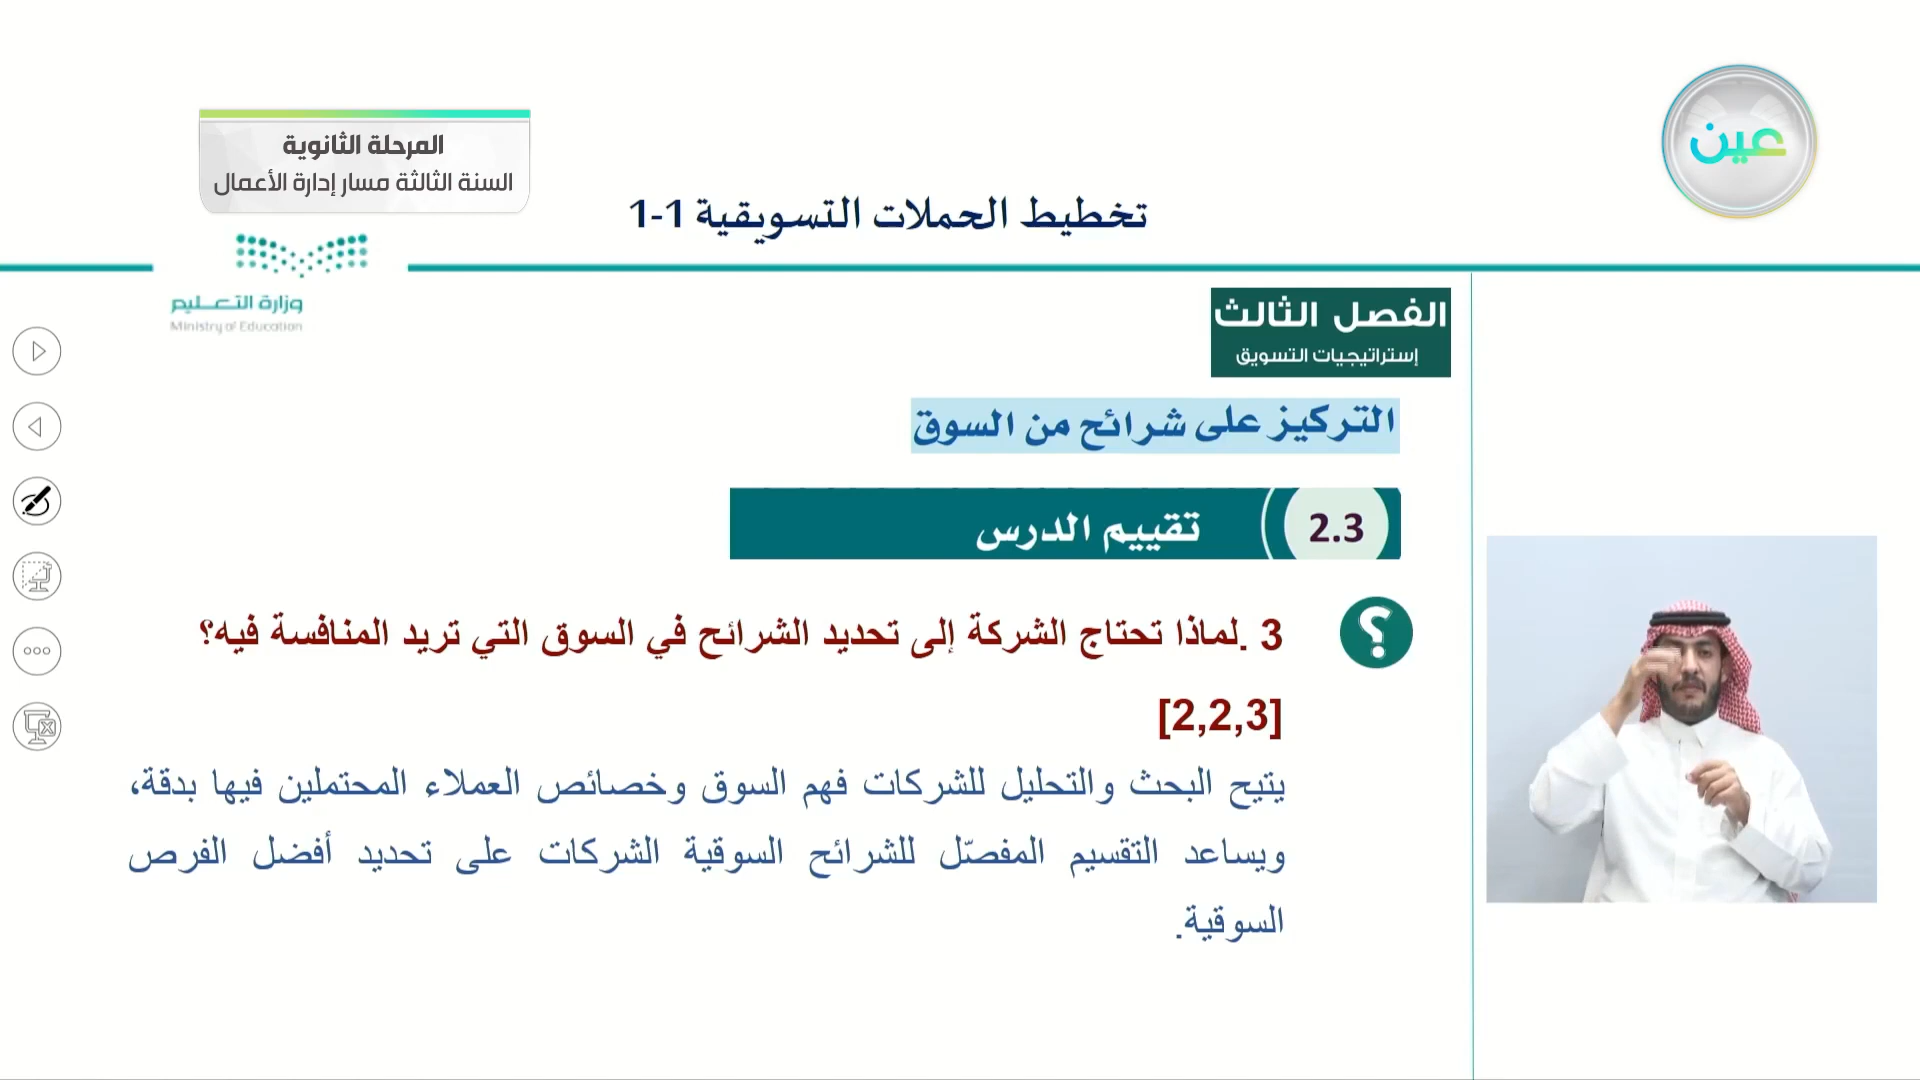 عين
المرحلة الثانوية
السنة الثالثة مسار إدارة الأعمال
تخطيط الحملات التسويقية 1-1
وزارة التعليم
Ministry of Education
الفصل الثالث
إستراتيجيات التسويق
التركيز على شرائح من السوق
2.3 تقييم الدرس
3 .لماذا تحتاج الشركة إلى تحديد الشرائح في السوق التي تريد المنافسة فيه؟
[2,2,3]
يتيح البحث والتحليل للشركات فهم السوق وخصائص العملاء المحتملين فيها بدقة،
ويساعد التقسيم المفصّل للشرائح السوقية الشركات على تحديد أفضل الفرص
السوقية.